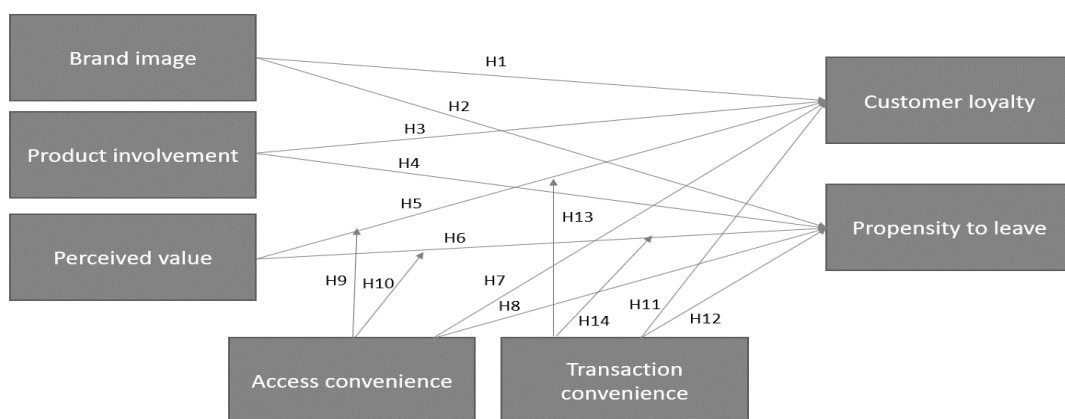 Brand image
H1
Customer loyalty
H2
H3
Product involvement
H4
H5
H13
Propensity to leave
Perceived value
H6
H9
H10
H7
H8
H14
H11
H12
Access convenience
Transaction
convenience